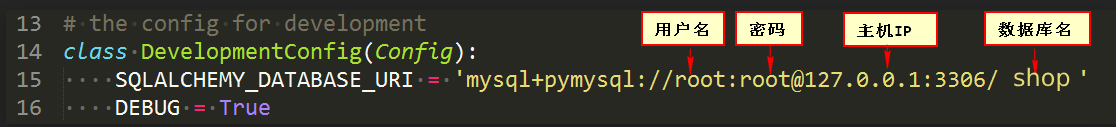 用户名 密码 主机IP 数据库名
13 # the config for development
14 class DevelopmentConfig(Config):
15 ····SQLALCHEMY_DATABASE_URI = 'mysql+pymysql://root:root@127.0.0.1:3306/ shop '
16 ····DEBUG = True